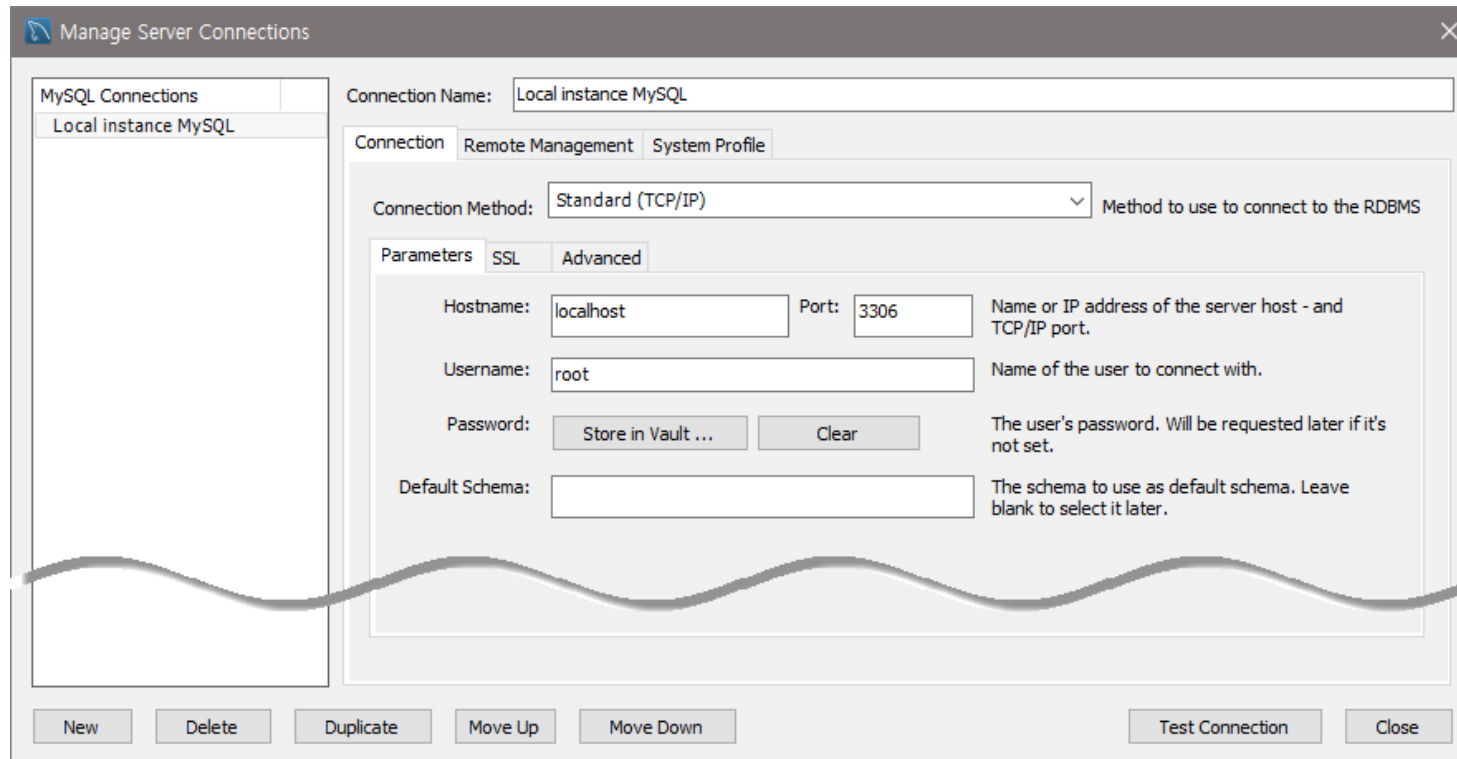 Manage Server Connections
MySQL Connections
Local instance MySQL
Connection Name: Local instance MySQL
Connection Remote Management System Profile
Connection Method: Standard (TCP/IP) Method to use to connect to the RDBMS
Parameters SSL Advanced
Hostname: localhost Port: 3306 Name or IP address of the server host - and
TCP/IP port.
Username: root Name of the user to connect with.
Password: Store in Vault ... Clear The user's password. Will be requested later if it's
not set.
Default Schema: The schema to use as default schema. Leave
blank to select it later.
New Delete Duplicate Move Up Move Down Test Connection Close